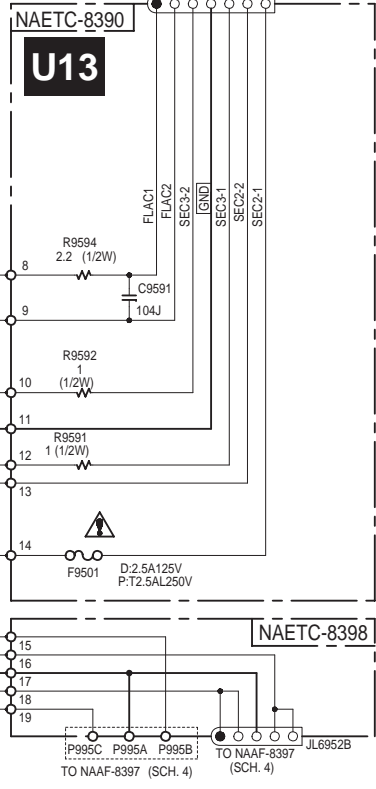 NAETC-8390
U13
FLAC1
FLAC2
SEC3-2
GND
SEC3-1
SEC2-2
SEC2-1
R9594
2.2 (1/2W)
8
C9591
104J
9
R9592
1
(1/2W)
10
11
R9591
1 (1/2W)
12
13
14
F9501
D:2.5A125V
P:T2.5AL250V
NAETC-8398
15
16
17
18
19
P995C P995A P995B
TO NAAF-8397 (SCH. 4)
JL6952B
TO NAAF-8397
(SCH. 4)